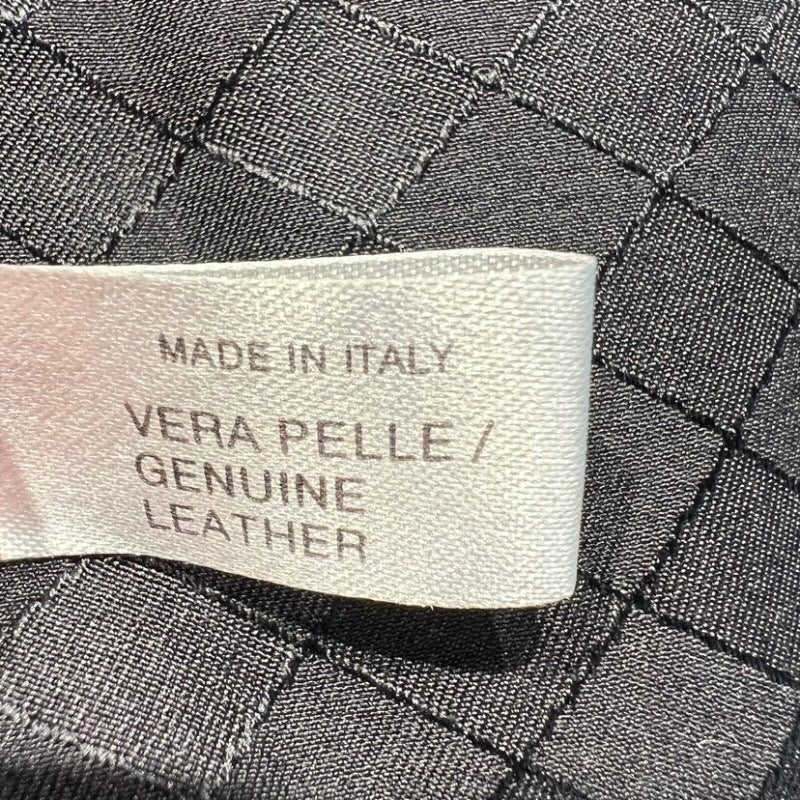 MADE IN ITALY
VERA PELLE /
GENUINE
LEATHER